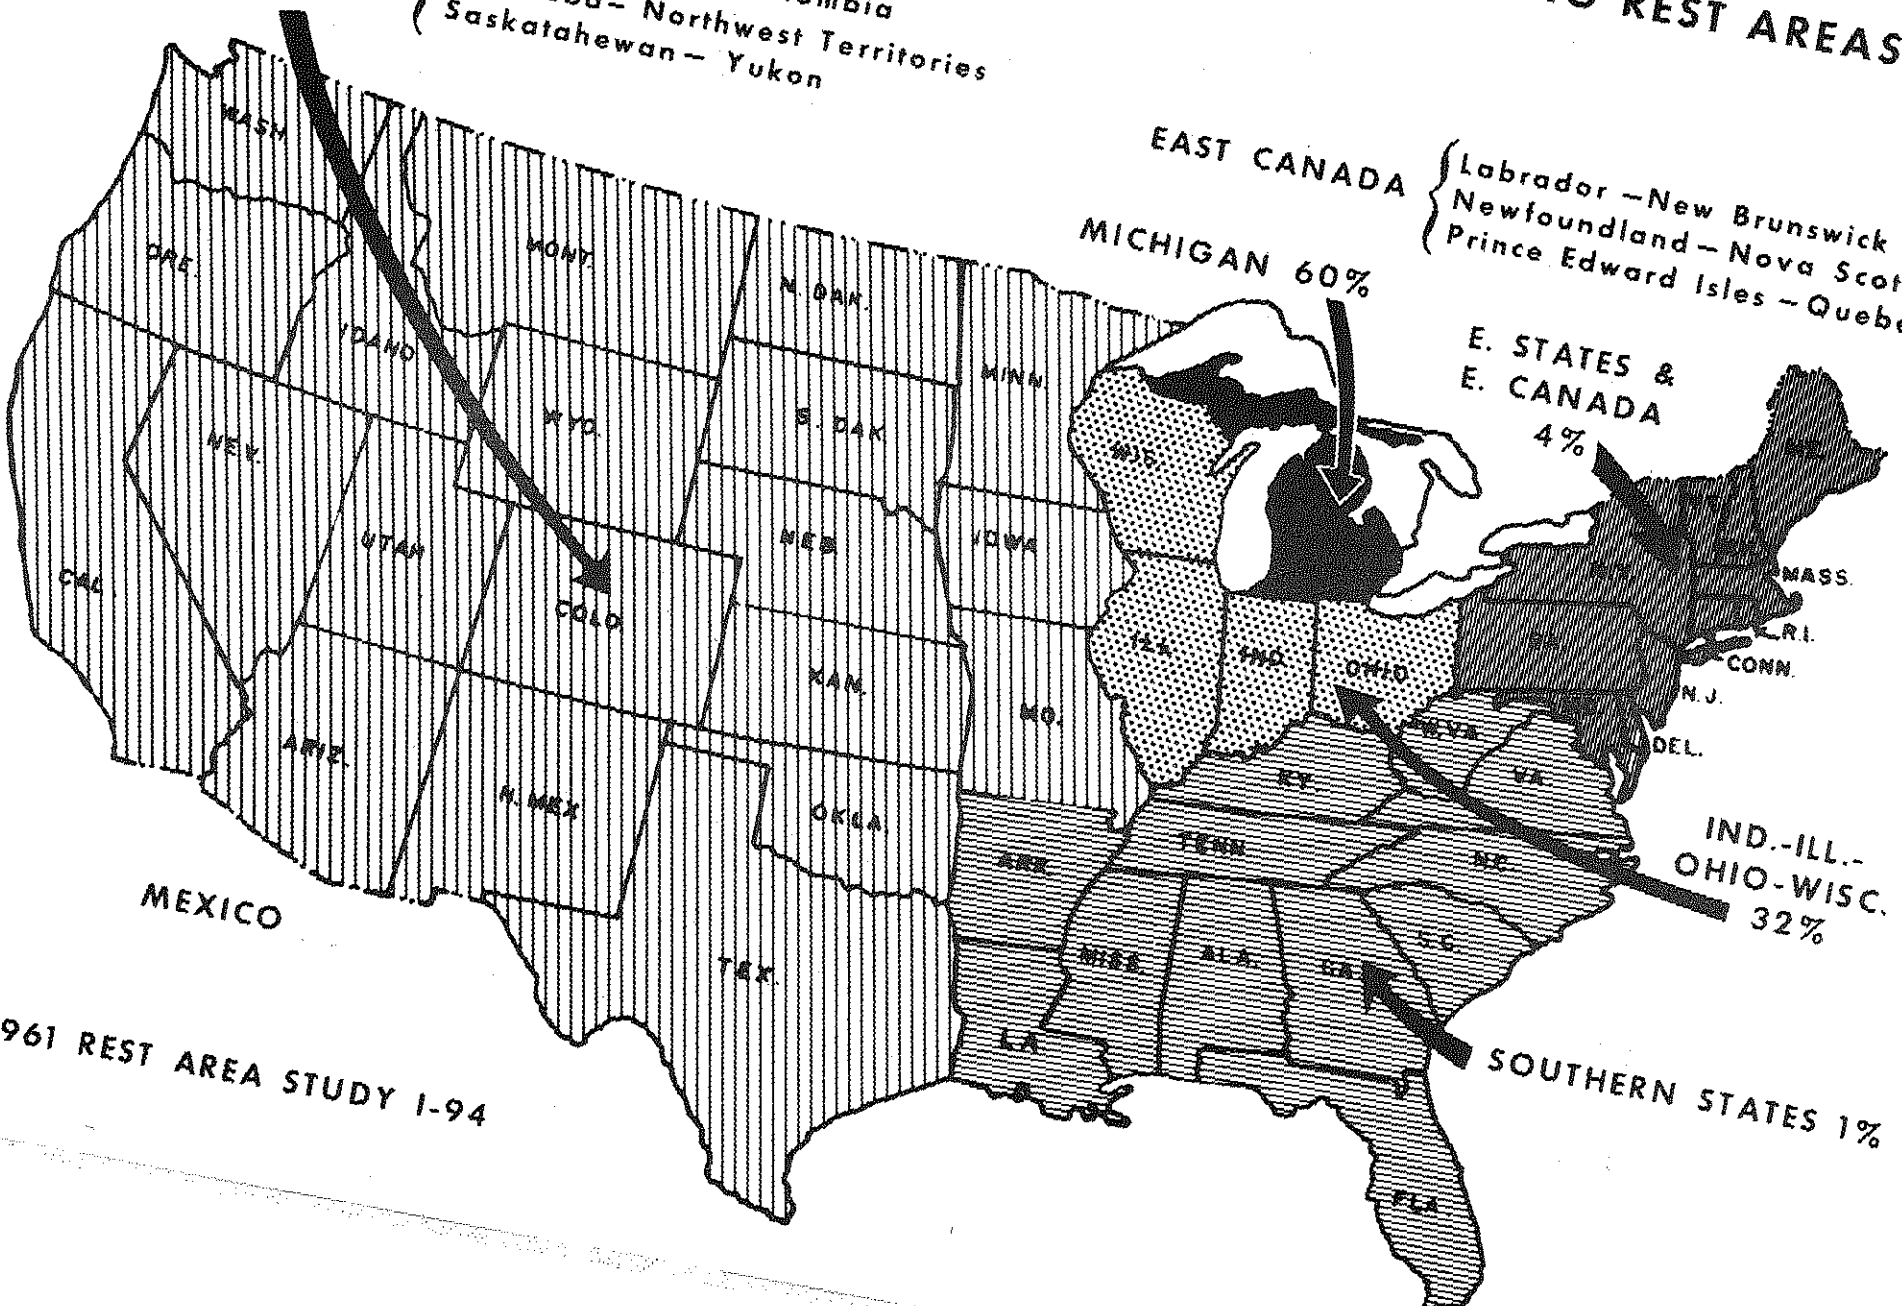 REST AREAS
Northwest Territories
Saskatahewan— Yukon
EAST CANADA
Labrador —New Brunswick
Newfoundland— Nova
Prince Edward Isles —
MICHIGAN 60%
E. STATES &
E. CANADA
4%
WASH.
ORE.
IDAHO
MONT.
N. DAK.
MINN.
WYO.
S. DAK.
WIS.
NEV.
UTAH
CAL.
COLO.
NEB.
IOWA
ILL.
IND.
OHIO
ME.
N.Y.
PA.
MASS.
R.I.
CONN.
N.J.
DEL.
KAN.
MO.
W.VA.
VA.
KY.
ARIZ.
N. MEX.
OKLA.
ARK.
TENN.
N.C.
S.C.
TEX.
MISS.
ALA.
GA.
LA.
FLA.
IND.-ILL.-
OHIO-WISC.
32%
SOUTHERN STATES 1%
MEXICO
961 REST AREA STUDY I-94